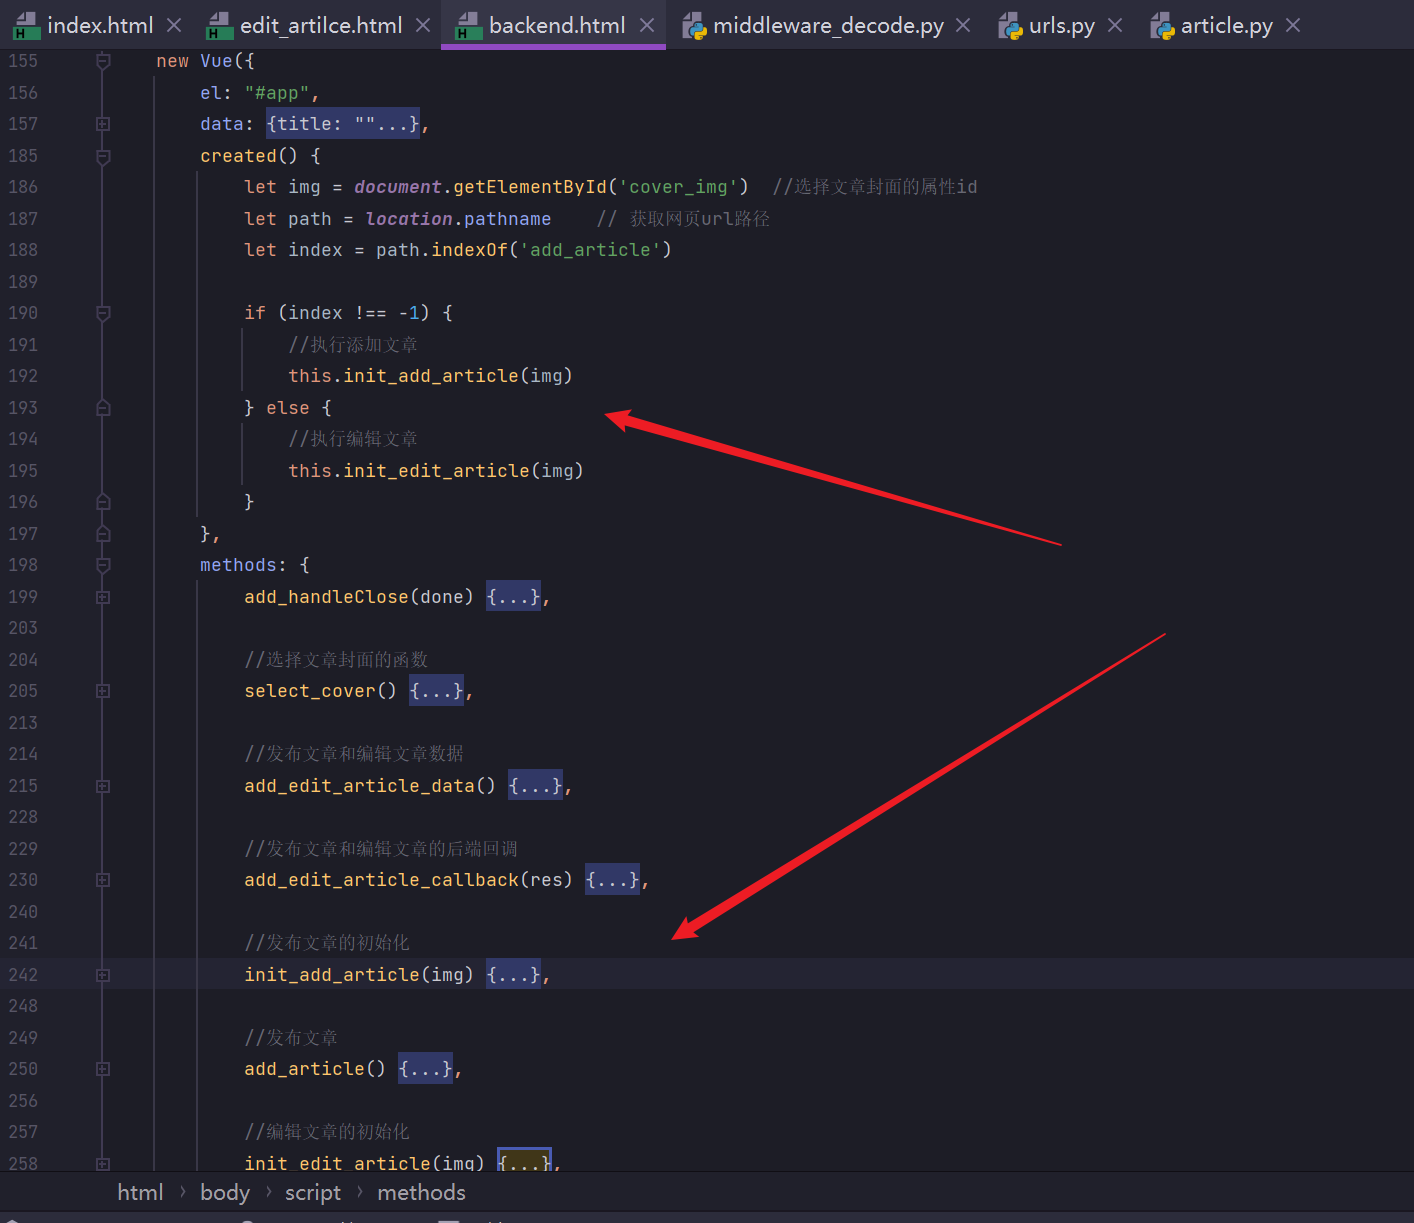 index.html edit_artilce.html backend.html middleware_decode.py urls.py article.py
155 new Vue({
156 el: "#app",
157 data: {title: ""...},
185 created() {
186 let img = document.getElementById('cover_img') //选择文章封面的属性id
187 let path = location.pathname // 获取网页url路径
188 let index = path.indexOf('add_article')
189
190 if (index !== -1) {
191 //执行添加文章
192 this.init_add_article(img)
193 } else {
194 //执行编辑文章
195 this.init_edit_article(img)
196 }
197 },
198 methods: {
199 add_handleClose(done) {...},
203
204 //选择文章封面的函数
205 select_cover() {...},
213
214 //发布文章和编辑文章数据
215 add_edit_article_data() {...},
228
229 //发布文章和编辑文章的后端回调
230 add_edit_article_callback(res) {...},
240
241 //发布文章的初始化
242 init_add_article(img) {...},
248
249 //发布文章
250 add_article() {...},
256
257 //编辑文章的初始化
258 init_edit_article(img) {...},
html › body › script › methods